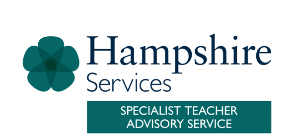 Hampshire
Services
SPECIALIST TEACHER
ADVISORY SERVICE